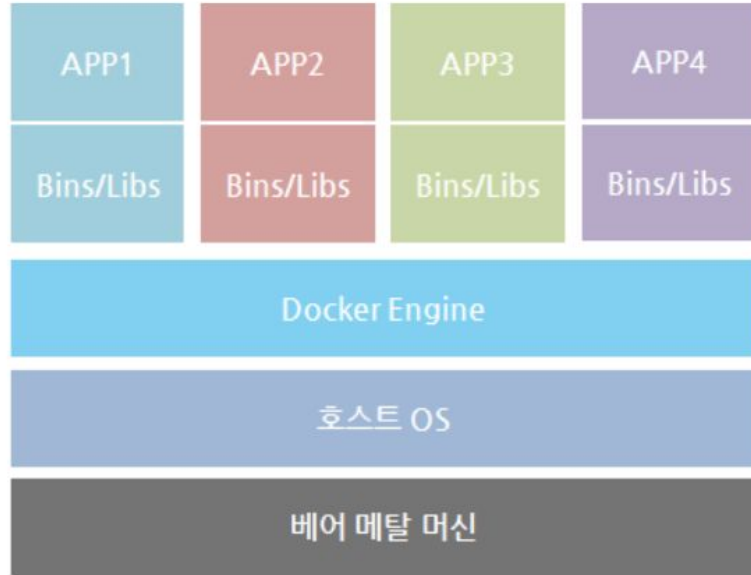 APP1 APP2 APP3 APP4
Bins/Libs Bins/Libs Bins/Libs Bins/Libs
Docker Engine
호스트 OS
베어 메탈 머신